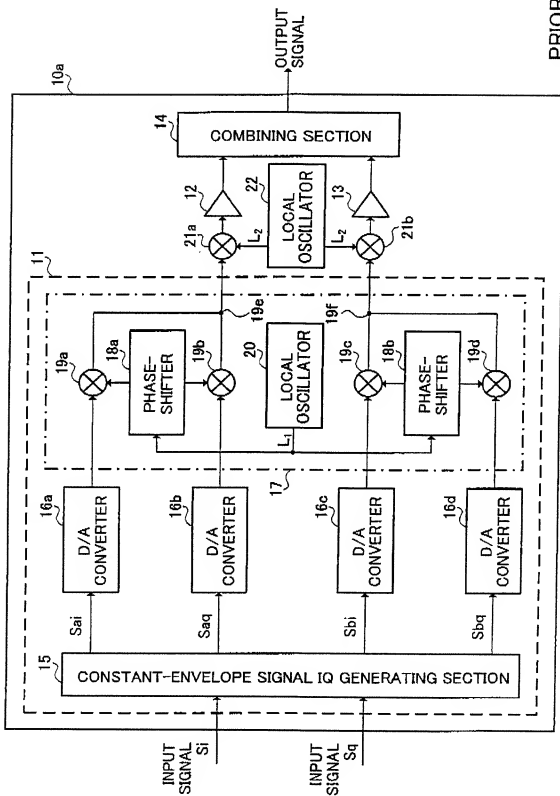 10a
11
15
CONSTANT-ENVELOPE SIGNAL IQ GENERATING SECTION
INPUT
SIGNAL
Si
INPUT
SIGNAL
Sq
Sai
Saq
Sbi
Sbq
16a
D/A
CONVERTER
16b
D/A
CONVERTER
16c
D/A
CONVERTER
16d
D/A
CONVERTER
17
19a
18a
PHASE-
SHIFTER
19b
19e
20
LOCAL
OSCILLATOR
L1
19f
19c
18b
PHASE-
SHIFTER
19d
21a
12
L2
22
LOCAL
OSCILLATOR
L2
13
21b
14
COMBINING SECTION
OUTPUT
SIGNAL
PRIOR